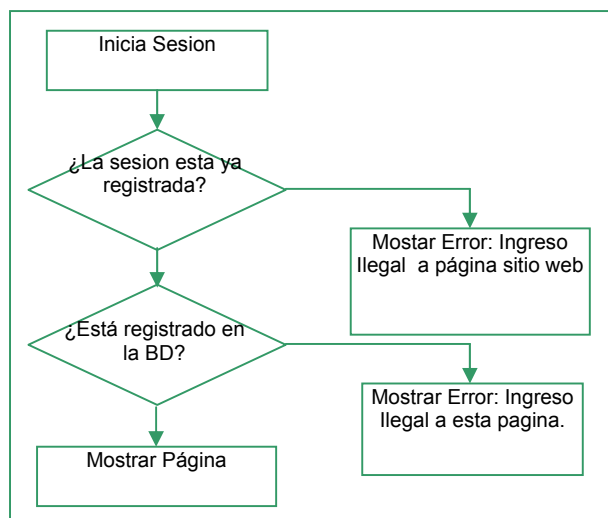 Inicia Sesion
¿La sesion esta ya
registrada?
Mostar Error: Ingreso
Ilegal a página sitio web
¿Está registrado en
la BD?
Mostrar Error: Ingreso
Ilegal a esta pagina.
Mostrar Página